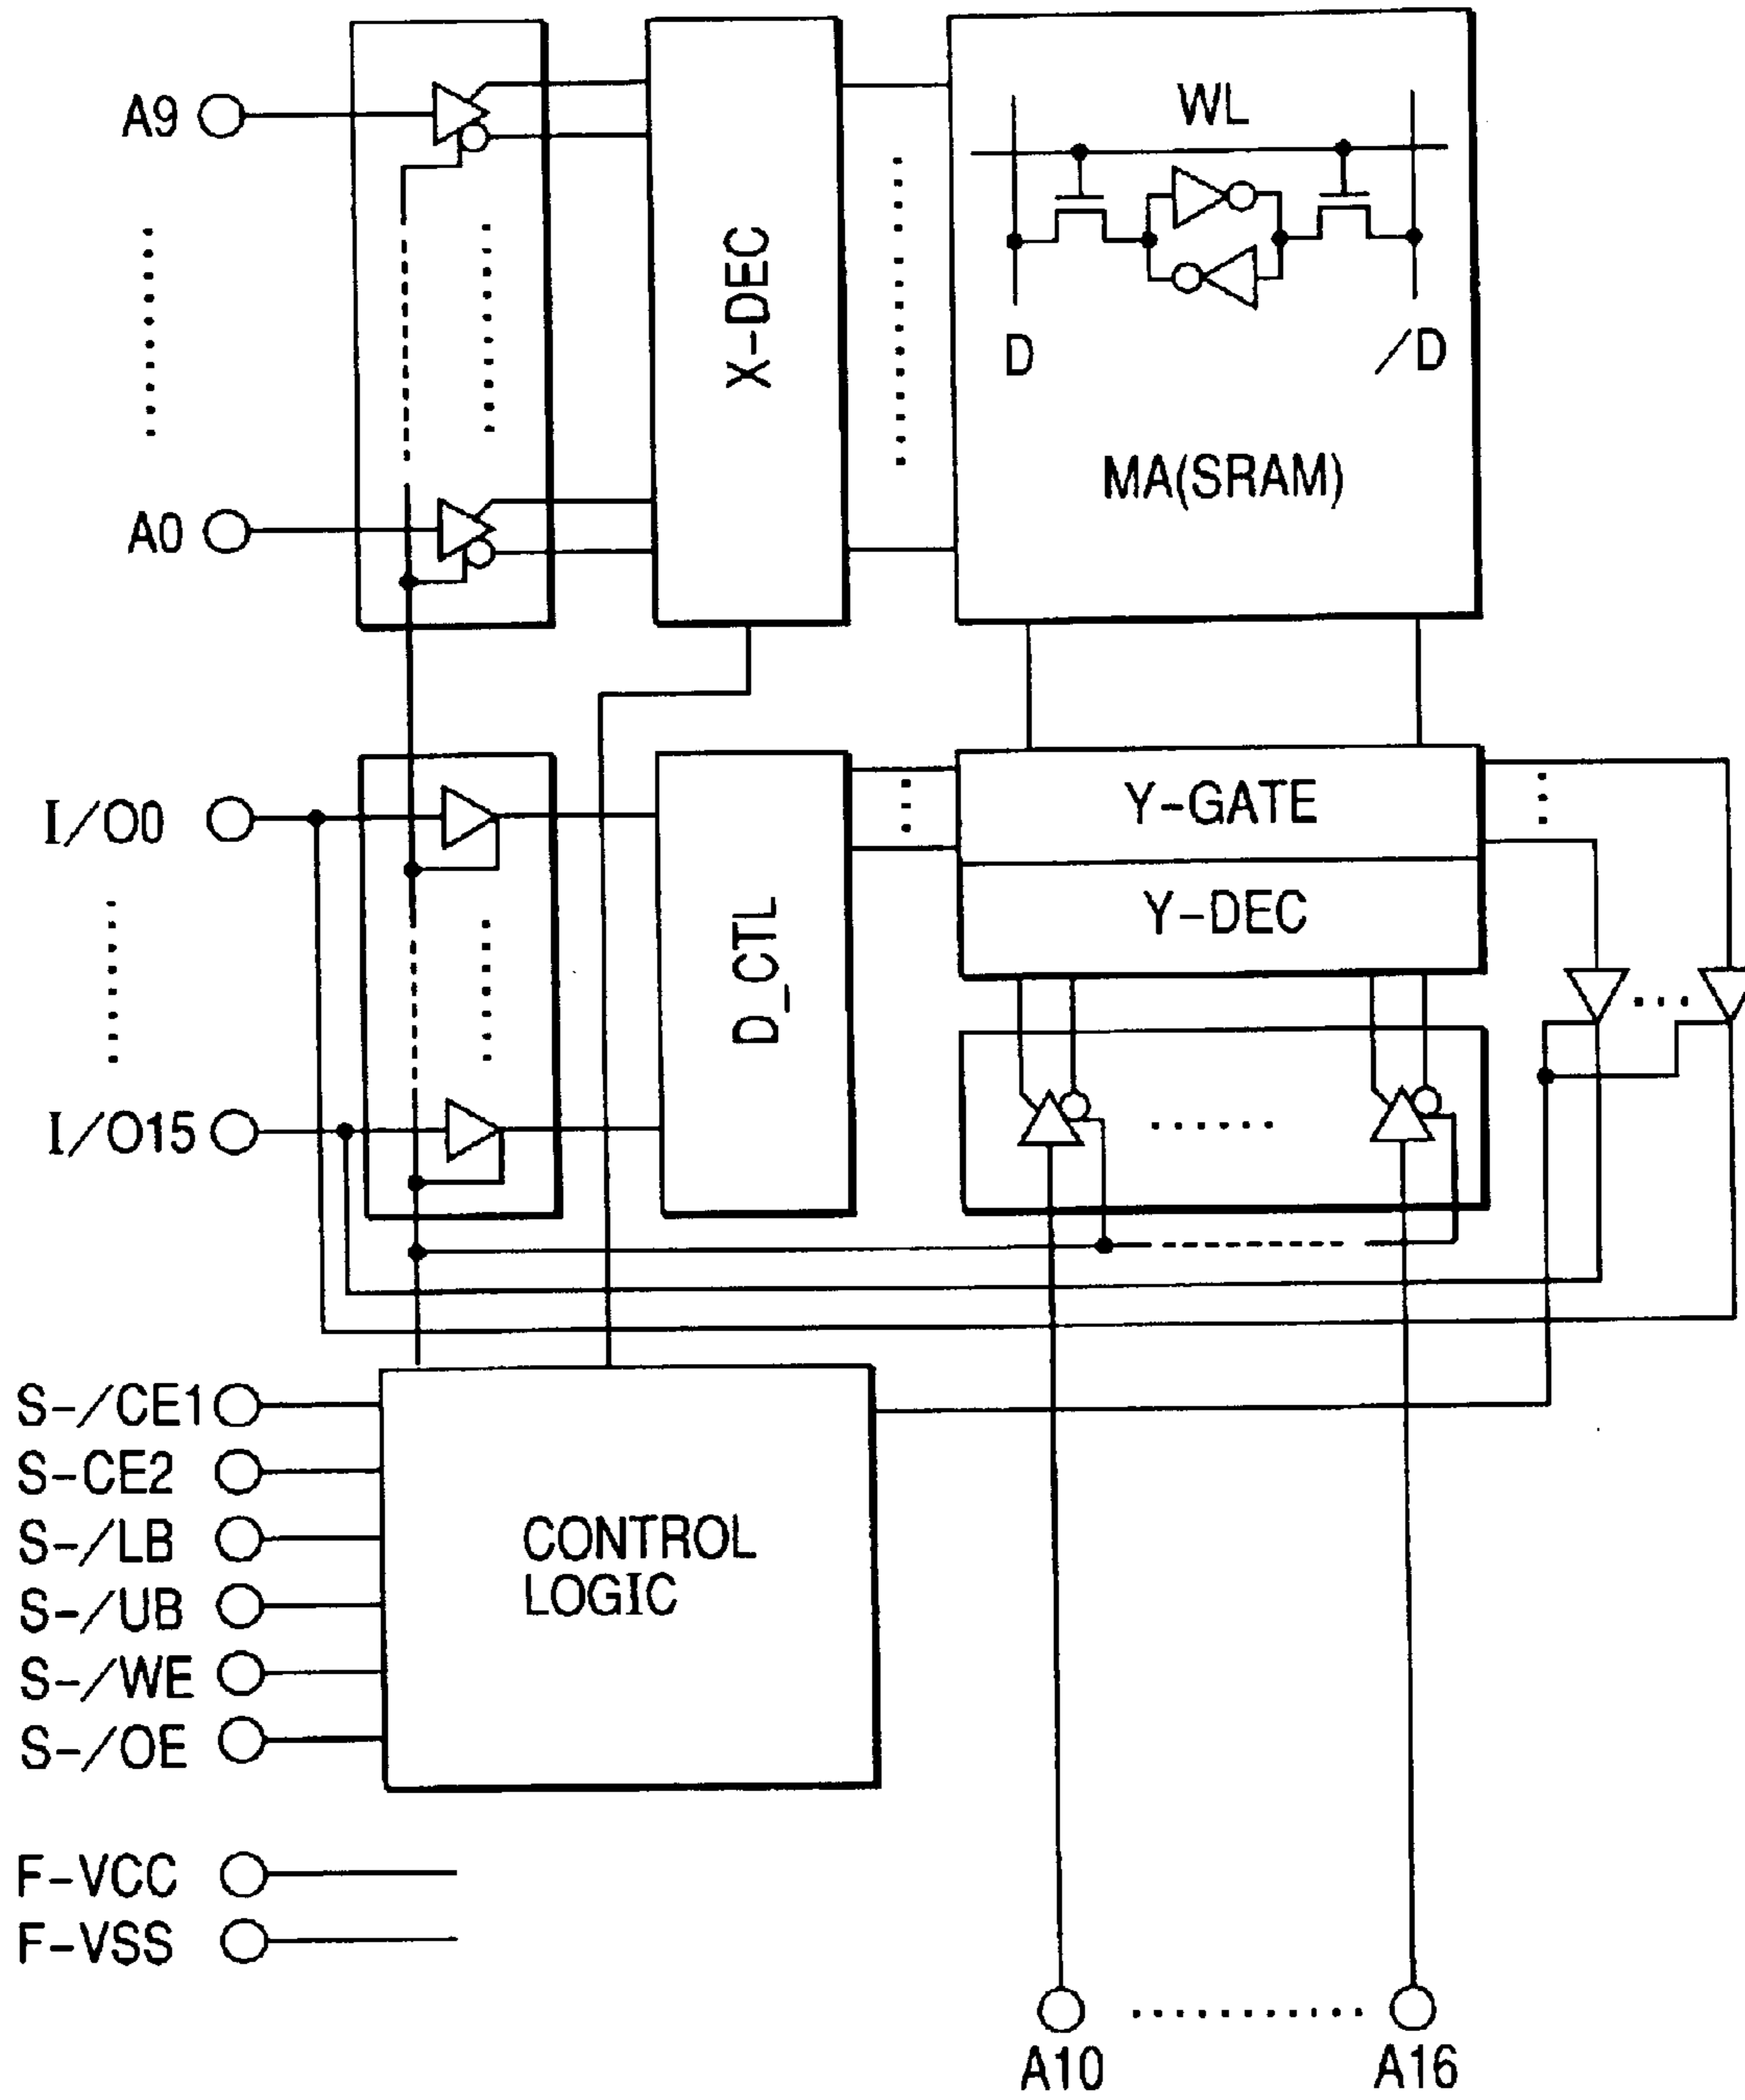 A9
WL
X-DEC
D
/D
MA(SRAM)
A0
I/O0
Y-GATE
Y-DEC
D_CTL
I/O15
S-/CE1
S-CE2
S-/LB
CONTROL
LOGIC
S-/UB
S-/WE
S-/OE
F-VCC
F-VSS
A10
A16